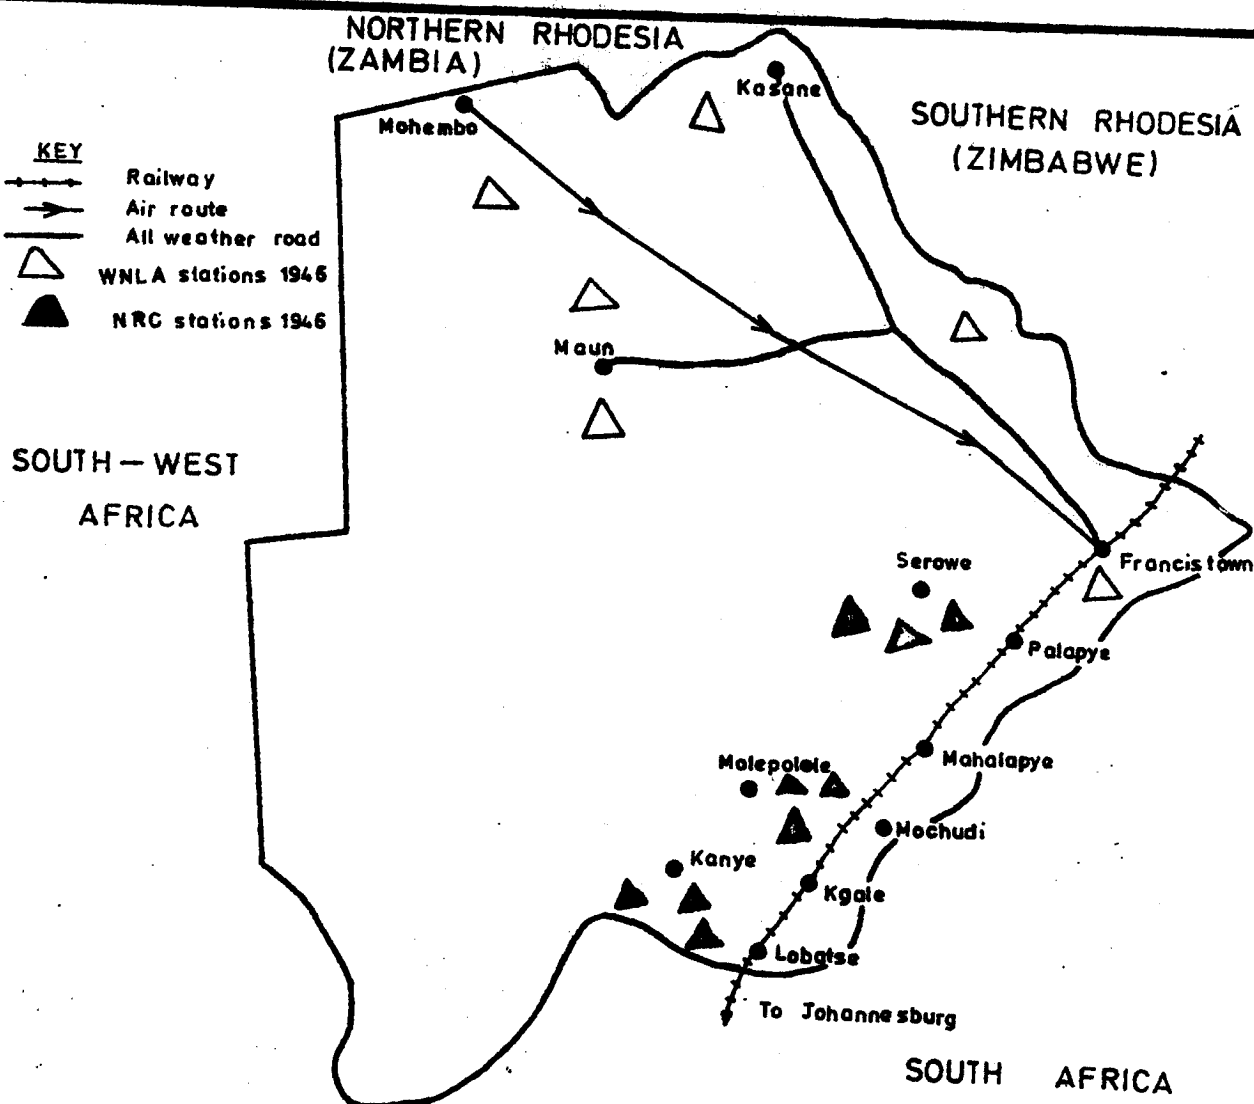 NORTHERN RHODESIA
(ZAMBIA)
Kasane
Mohembo
SOUTHERN RHODESIA
(ZIMBABWE)
KEY
Railway
Air route
All weather road
WNLA stations 1946
NRC stations 1946
Maun
SOUTH-WEST
AFRICA
Serowe
Francistown
Palapye
Mahalapye
Molepolole
Mochudi
Kanye
Kgale
Lobatse
To Johannesburg
SOUTH AFRICA